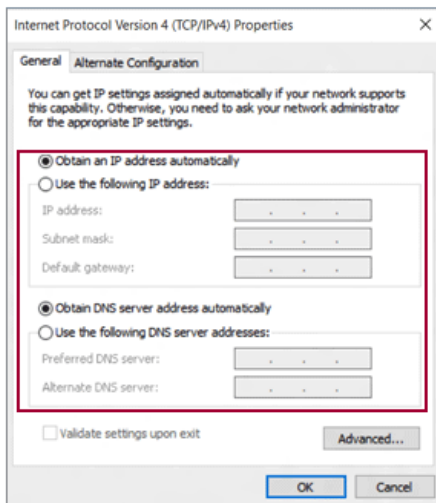 Internet Protocol Version 4 (TCP/IPv4) Properties
General
Alternate Configuration
You can get IP settings assigned automatically if your network supports
this capability. Otherwise, you need to ask your network administrator
for the appropriate IP settings.
Obtain an IP address automatically
Use the following IP address:
IP address:
Subnet mask:
Default gateway:
Obtain DNS server address automatically
Use the following DNS server addresses:
Preferred DNS server:
Alternate DNS server:
Validate settings upon exit
Advanced...
OK
Cancel